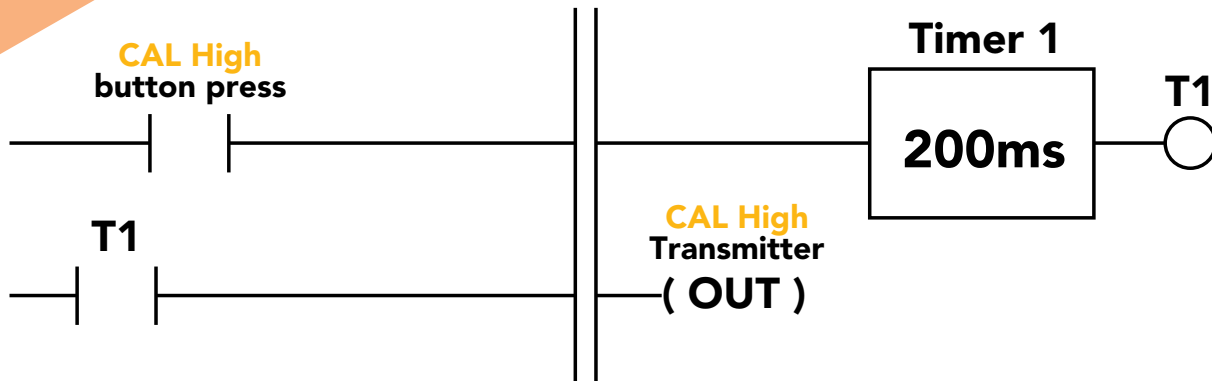 CAL High
button press
Timer 1
200ms
T1
T1
CAL High
Transmitter
( OUT )